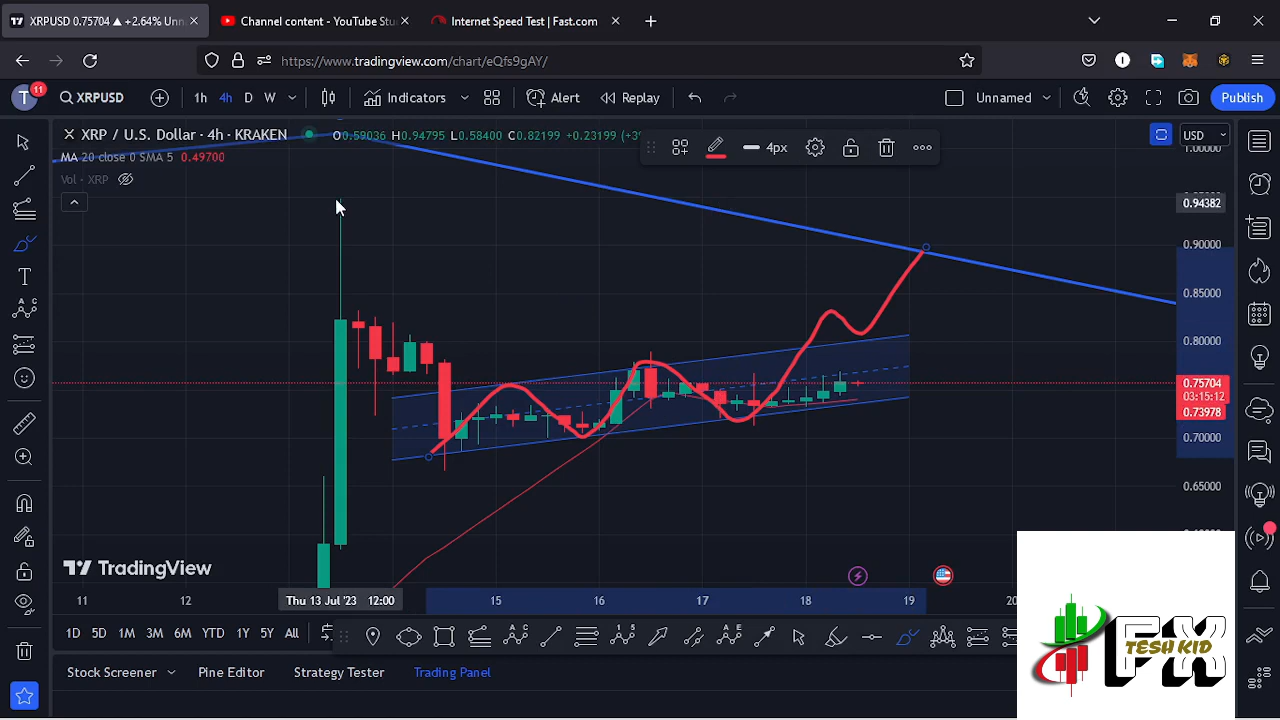 XRPUSD 0.75704 ▲ +2.64% Unn
Channel content - YouTube Stu
Internet Speed Test | Fast.com
https://www.tradingview.com/chart/eQfs9gAY/
T 11
XRPUSD
1h 4h D W
Indicators
Alert
Replay
Unnamed
Publish
XRP / U.S. Dollar · 4h · KRAKEN
O0.59036 H0.94795 L0.58400 C0.82199 +0.23199
4px
USD
MA 20 close 0 SMA 5 0.49700
Vol · XRP
1.00000
0.94382
0.90000
0.85000
0.80000
0.75704
03:15:12
0.73978
0.70000
0.65000
TradingView
11 12 Thu 13 Jul '23 12:00 15 16 17 18 19 20
1D 5D 1M 3M 6M YTD 1Y 5Y All
Stock Screener
Pine Editor
Strategy Tester
Trading Panel
FX
TESH KID